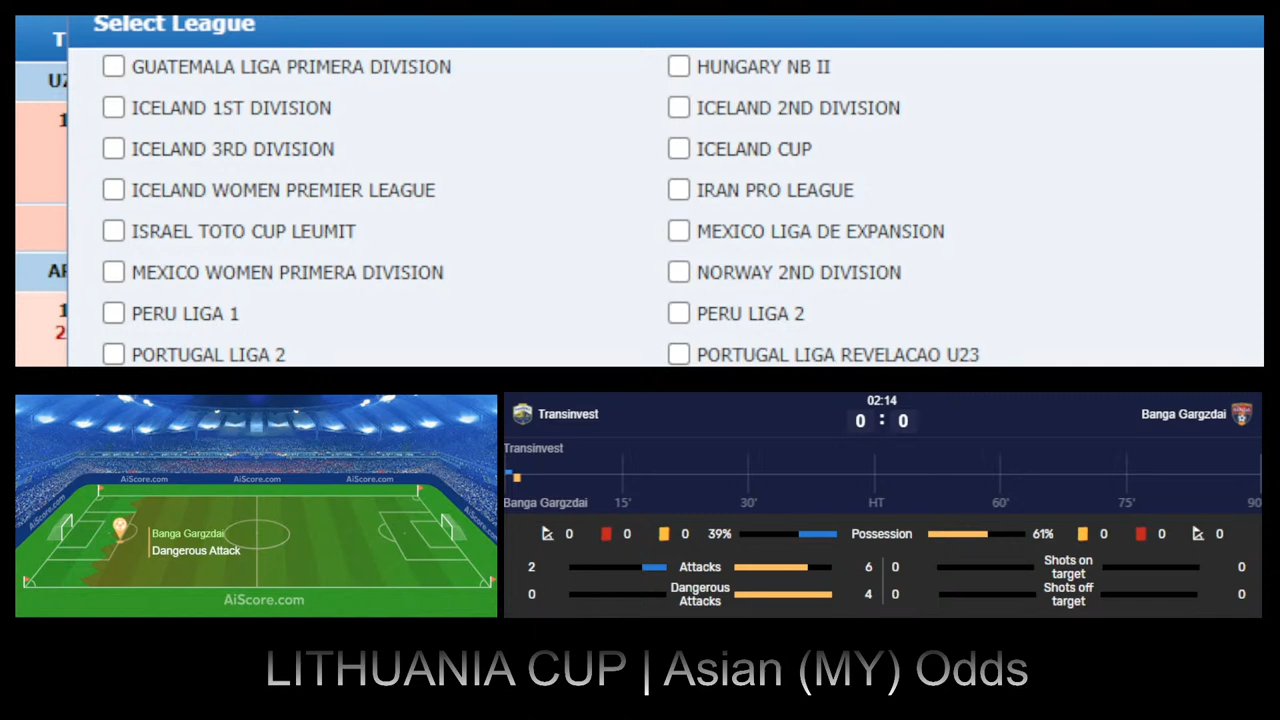 Select League
GUATEMALA LIGA PRIMERA DIVISION
HUNGARY NB II
ICELAND 1ST DIVISION
ICELAND 2ND DIVISION
ICELAND 3RD DIVISION
ICELAND CUP
ICELAND WOMEN PREMIER LEAGUE
IRAN PRO LEAGUE
ISRAEL TOTO CUP LEUMIT
MEXICO LIGA DE EXPANSION
MEXICO WOMEN PRIMERA DIVISION
NORWAY 2ND DIVISION
PERU LIGA 1
PERU LIGA 2
PORTUGAL LIGA 2
PORTUGAL LIGA REVELACAO U23
AiScore.com AiScore.com AiScore.com
AiScore.com AiScore.com
Banga Gargzdai
Dangerous Attack
AiScore.com
Transinvest 02:14 Banga Gargzdai
0 : 0
Transinvest
Banga Gargzdai 15' 30' HT 60' 75' 90
0 0 0 39% Possession 61% 0 0 0
2 Attacks 6 0 Shots on target 0
0 Dangerous Attacks 4 0 Shots off target 0
LITHUANIA CUP | Asian (MY) Odds